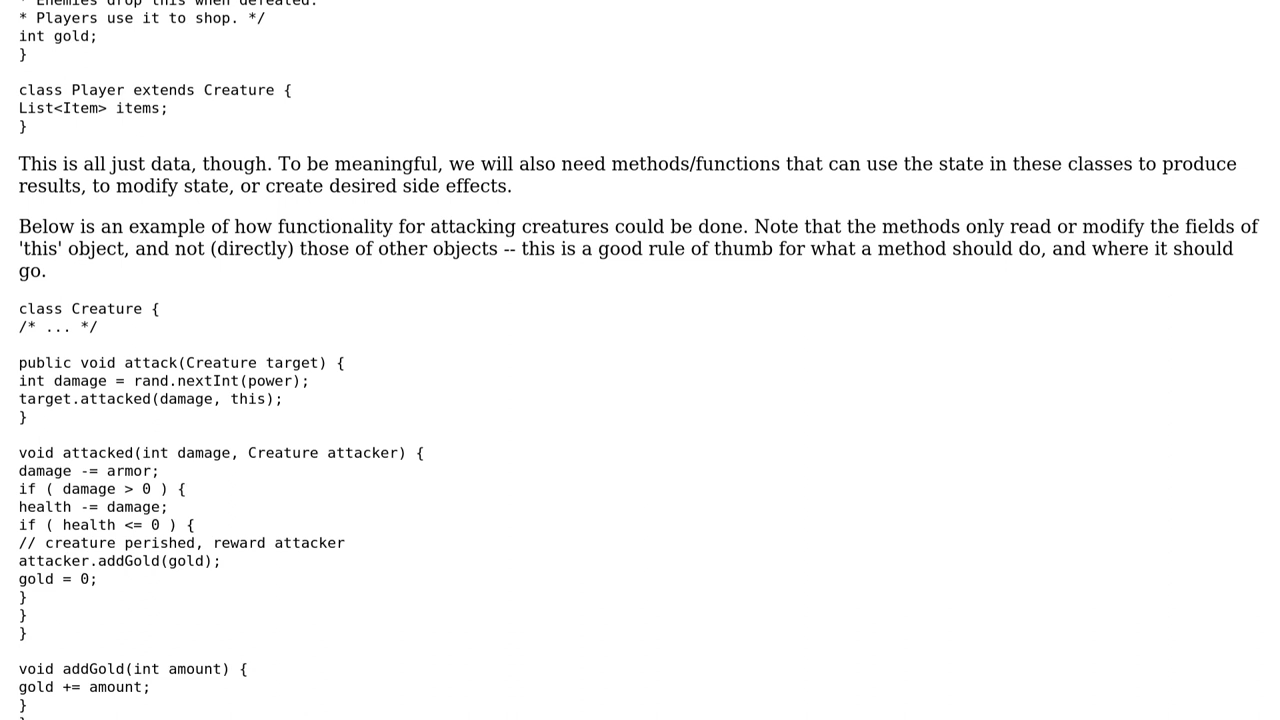 * Enemies drop this when defeated.
* Players use it to shop. */
int gold;
}
class Player extends Creature {
List<Item> items;
}
This is all just data, though. To be meaningful, we will also need methods/functions that can use the state in these classes to produce
results, to modify state, or create desired side effects.
Below is an example of how functionality for attacking creatures could be done. Note that the methods only read or modify the fields of
'this' object, and not (directly) those of other objects -- this is a good rule of thumb for what a method should do, and where it should
go.
class Creature {
/* ... */
public void attack(Creature target) {
int damage = rand.nextInt(power);
target.attacked(damage, this);
}
void attacked(int damage, Creature attacker) {
damage -= armor;
if ( damage > 0 ) {
health -= damage;
if ( health <= 0 ) {
// creature perished, reward attacker
attacker.addGold(gold);
gold = 0;
}
}
}
void addGold(int amount) {
gold += amount;
}
}